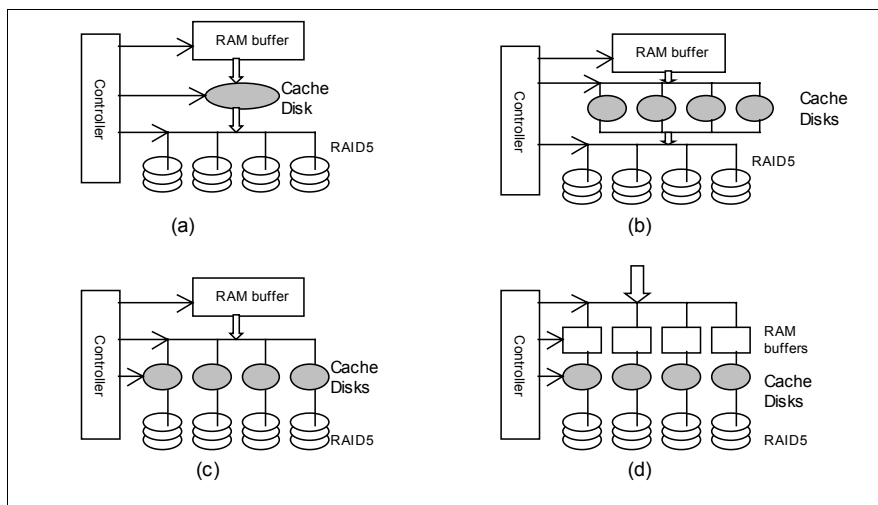 RAM buffer
Controller
Cache
Disk
RAID5
(a)
RAM buffer
Controller
Cache
Disks
RAID5
(b)
RAM buffer
Controller
Cache
Disks
RAID5
(c)
Controller
RAM
buffers
Cache
Disks
RAID5
(d)